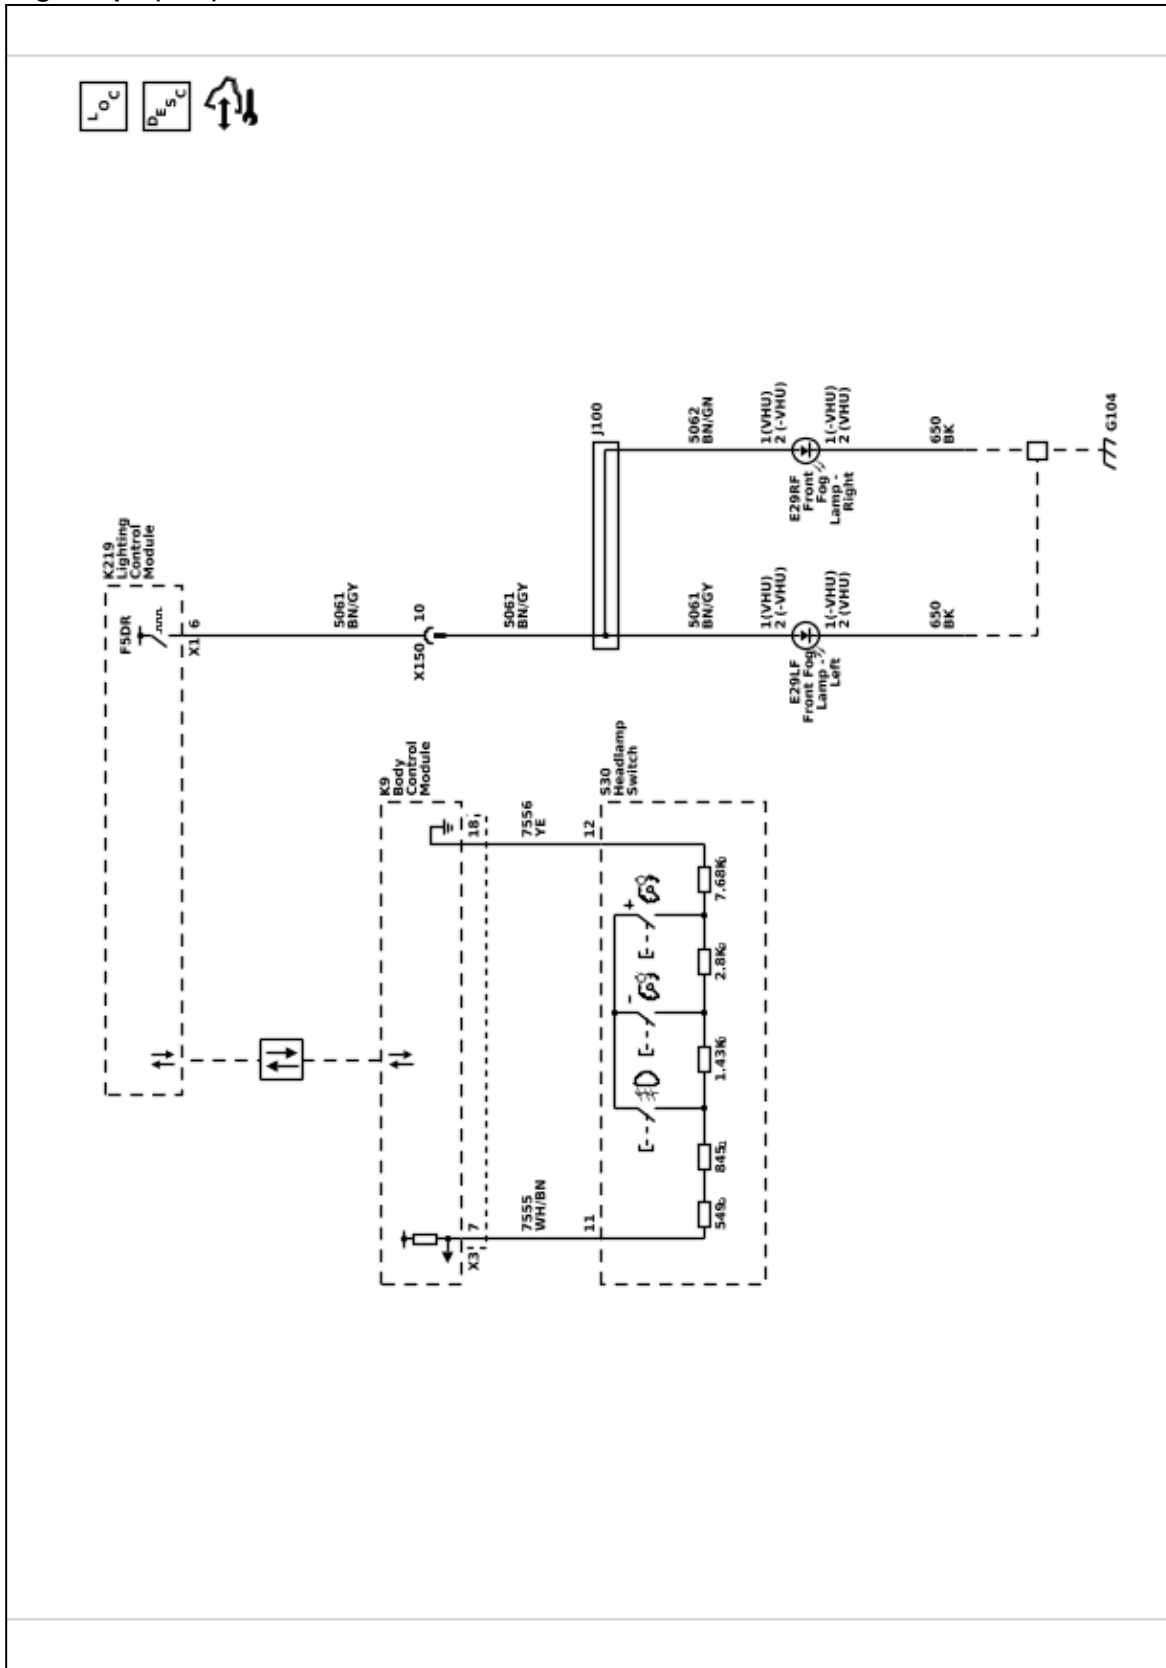 LOC
DESC
K219
Lighting
Control
Module
F5DR
X1
6
5061
BN/GY
X150
10
5061
BN/GY
J100
5061
BN/GY
5062
BN/GN
1(VHU)
2 (-VHU)
1(VHU)
2 (-VHU)
E29LF
Front Fog
Lamp -
Left
E29RF
Front
Fog
Lamp -
Right
1(-VHU)
2 (VHU)
1(-VHU)
2 (VHU)
650
BK
650
BK
G104
K9
Body
Control
Module
X3
7
18
7555
WH/BN
7556
YE
11
12
S30
Headlamp
Switch
+
-
549
845
1.43K
2.8K
7.68K